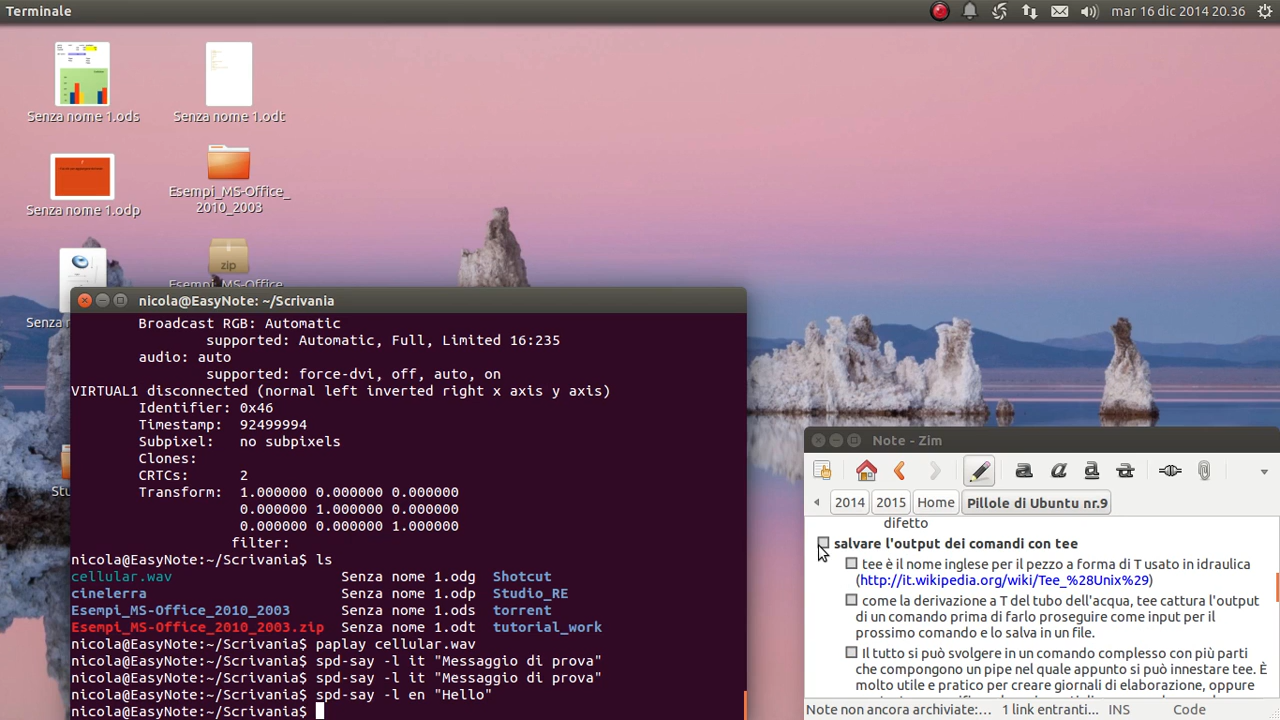 Terminale
mar 16 dic 2014 20.36
Senza nome 1.ods
Senza nome 1.odt
Senza nome 1.odp
Esempi_MS-Office_
2010_2003
zip
Esempi_MS-Office_
Senza
Stu
nicola@EasyNote: ~/Scrivania
Broadcast RGB: Automatic
supported: Automatic, Full, Limited 16:235
audio: auto
supported: force-dvi, off, auto, on
VIRTUAL1 disconnected (normal left inverted right x axis y axis)
Identifier: 0x46
Timestamp: 92499994
Subpixel: no subpixels
Clones:
CRTCs: 2
Transform: 1.000000 0.000000 0.000000
0.000000 1.000000 0.000000
0.000000 0.000000 1.000000
filter:
nicola@EasyNote:~/Scrivania$ ls
cellular.wav Senza nome 1.odg Shotcut
cinelerra Senza nome 1.odp Studio_RE
Esempi_MS-Office_2010_2003 Senza nome 1.ods torrent
Esempi_MS-Office_2010_2003.zip Senza nome 1.odt tutorial_work
nicola@EasyNote:~/Scrivania$ paplay cellular.wav
nicola@EasyNote:~/Scrivania$ spd-say -l it "Messaggio di prova"
nicola@EasyNote:~/Scrivania$ spd-say -l it "Messaggio di prova"
nicola@EasyNote:~/Scrivania$ spd-say -l en "Hello"
nicola@EasyNote:~/Scrivania$
Note - Zim
2014 2015 Home Pillole di Ubuntu nr.9
difetto
salvare l'output dei comandi con tee
tee è il nome inglese per il pezzo a forma di T usato in idraulica
(http://it.wikipedia.org/wiki/Tee_%28Unix%29)
come la derivazione a T del tubo dell'acqua, tee cattura l'output
di un comando prima di farlo proseguire come input per il
prossimo comando e lo salva in un file.
Il tutto si può svolgere in un comando complesso con più parti
che compongono un pipe nel quale appunto si può innestare tee. È
molto utile e pratico per creare giornali di elaborazione, oppure
Note non ancora archiviate:... 1 link entranti... INS Code